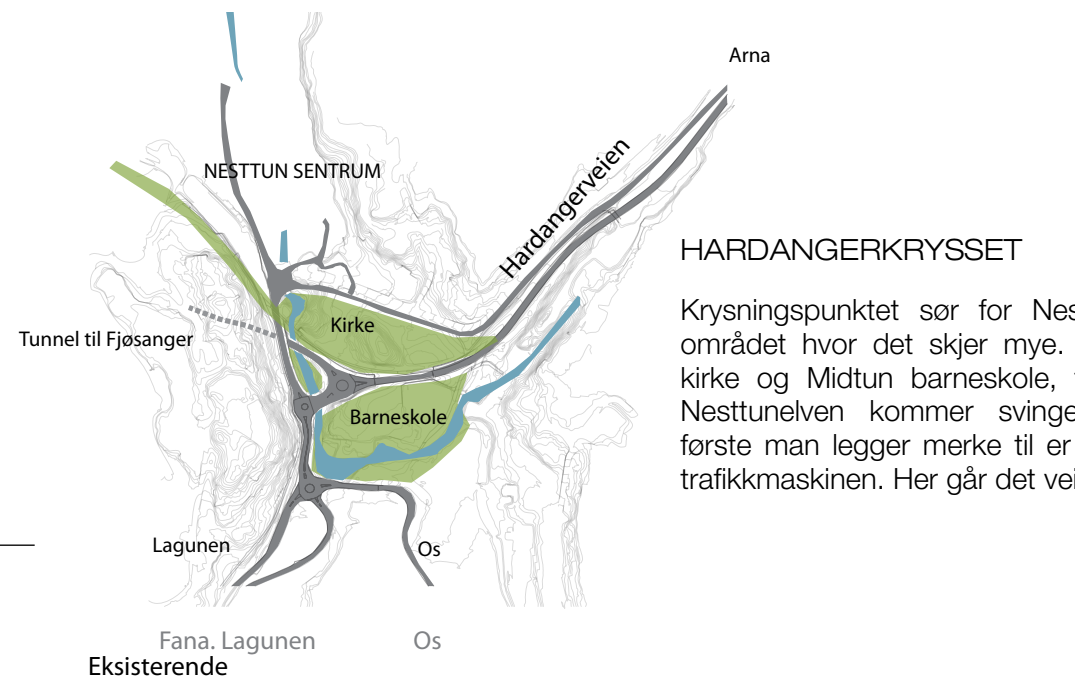 Arna
NESTTUN SENTRUM
Hardangerveien
Kirke
Tunnel til Fjøsanger
Barneskole
Lagunen
Os
Fana. Lagunen
Os
Eksisterende
HARDANGERKRYSSET
Krysningspunktet sør for Nes
området hvor det skjer mye.
kirke og Midtun barneskole,
Nesttunelven kommer svinge
første man legger merke til er
trafikkmaskinen. Her går det vei